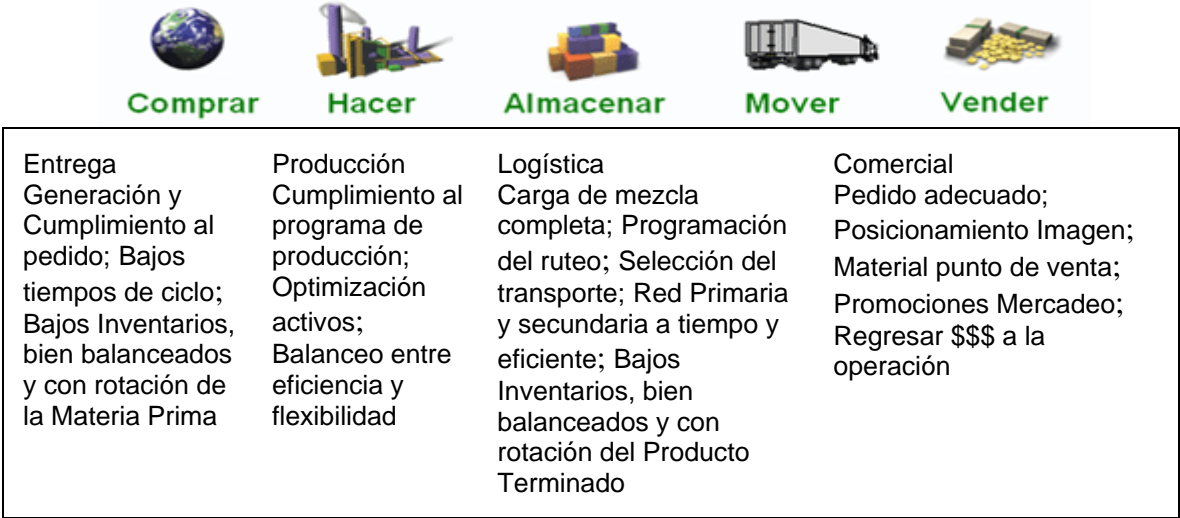 Comprar
Hacer
Almacenar
Mover
Vender
Entrega
Generación y
Cumplimiento al
pedido; Bajos
tiempos de ciclo;
Bajos Inventarios,
bien balanceados
y con rotación de
la Materia Prima
Producción
Cumplimiento al
programa de
producción;
Optimización
activos;
Balanceo entre
eficiencia y
flexibilidad
Logística
Carga de mezcla
completa; Programación
del ruteo; Selección del
transporte; Red Primaria
y secundaria a tiempo y
eficiente; Bajos
Inventarios, bien
balanceados y con
rotación del Producto
Terminado
Comercial
Pedido adecuado;
Posicionamiento Imagen;
Material punto de venta;
Promociones Mercadeo;
Regresar $$$ a la
operación